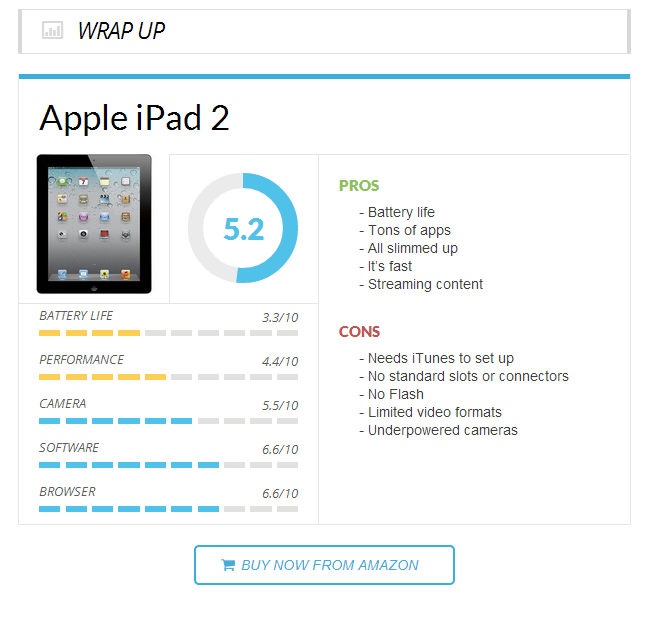 WRAP UP
Apple iPad 2
5.2
BATTERY LIFE 3.3/10
PERFORMANCE 4.4/10
CAMERA 5.5/10
SOFTWARE 6.6/10
BROWSER 6.6/10
PROS
- Battery life
- Tons of apps
- All slimmed up
- It's fast
- Streaming content
CONS
- Needs iTunes to set up
- No standard slots or connectors
- No Flash
- Limited video formats
- Underpowered cameras
BUY NOW FROM AMAZON